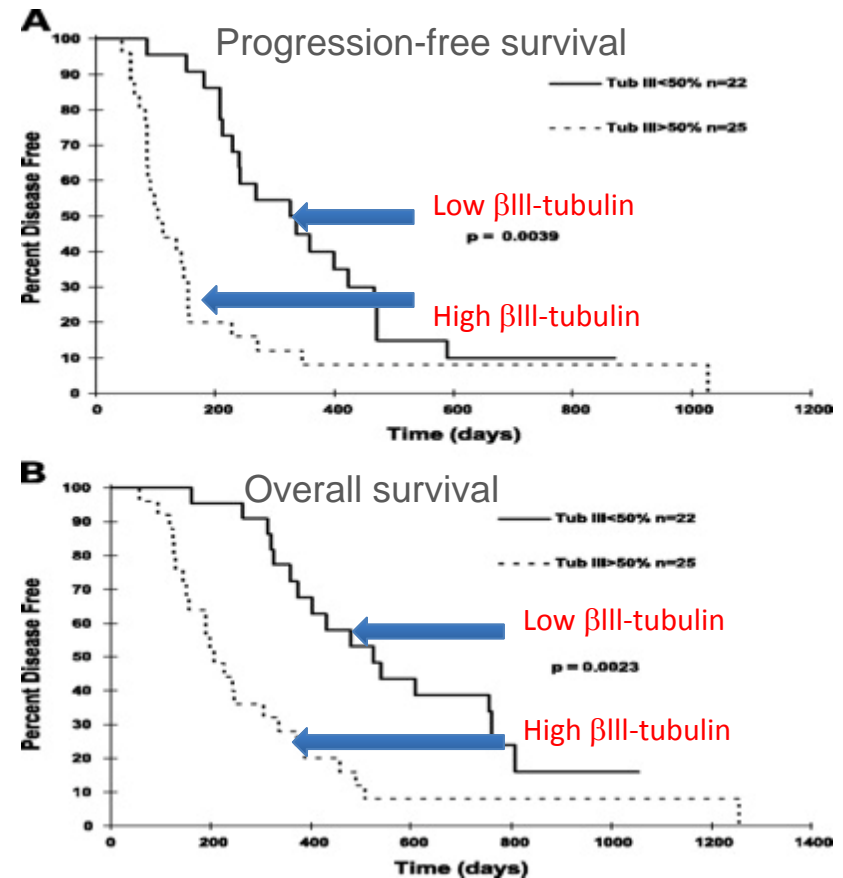 A
Progression-free survival
Percent Disease Free
100
90
80
70
60
50
40
30
20
10
0
Tub III<50% n=22
Tub III>50% n=25
Low βIII-tubulin
p = 0.0039
High βIII-tubulin
0 200 400 600 800 1000 1200
Time (days)
B
Overall survival
Percent Disease Free
100
90
80
70
60
50
40
30
20
10
0
Tub III<50% n=22
Tub III>50% n=25
Low βIII-tubulin
p = 0.0023
High βIII-tubulin
0 200 400 600 800 1000 1200 1400
Time (days)